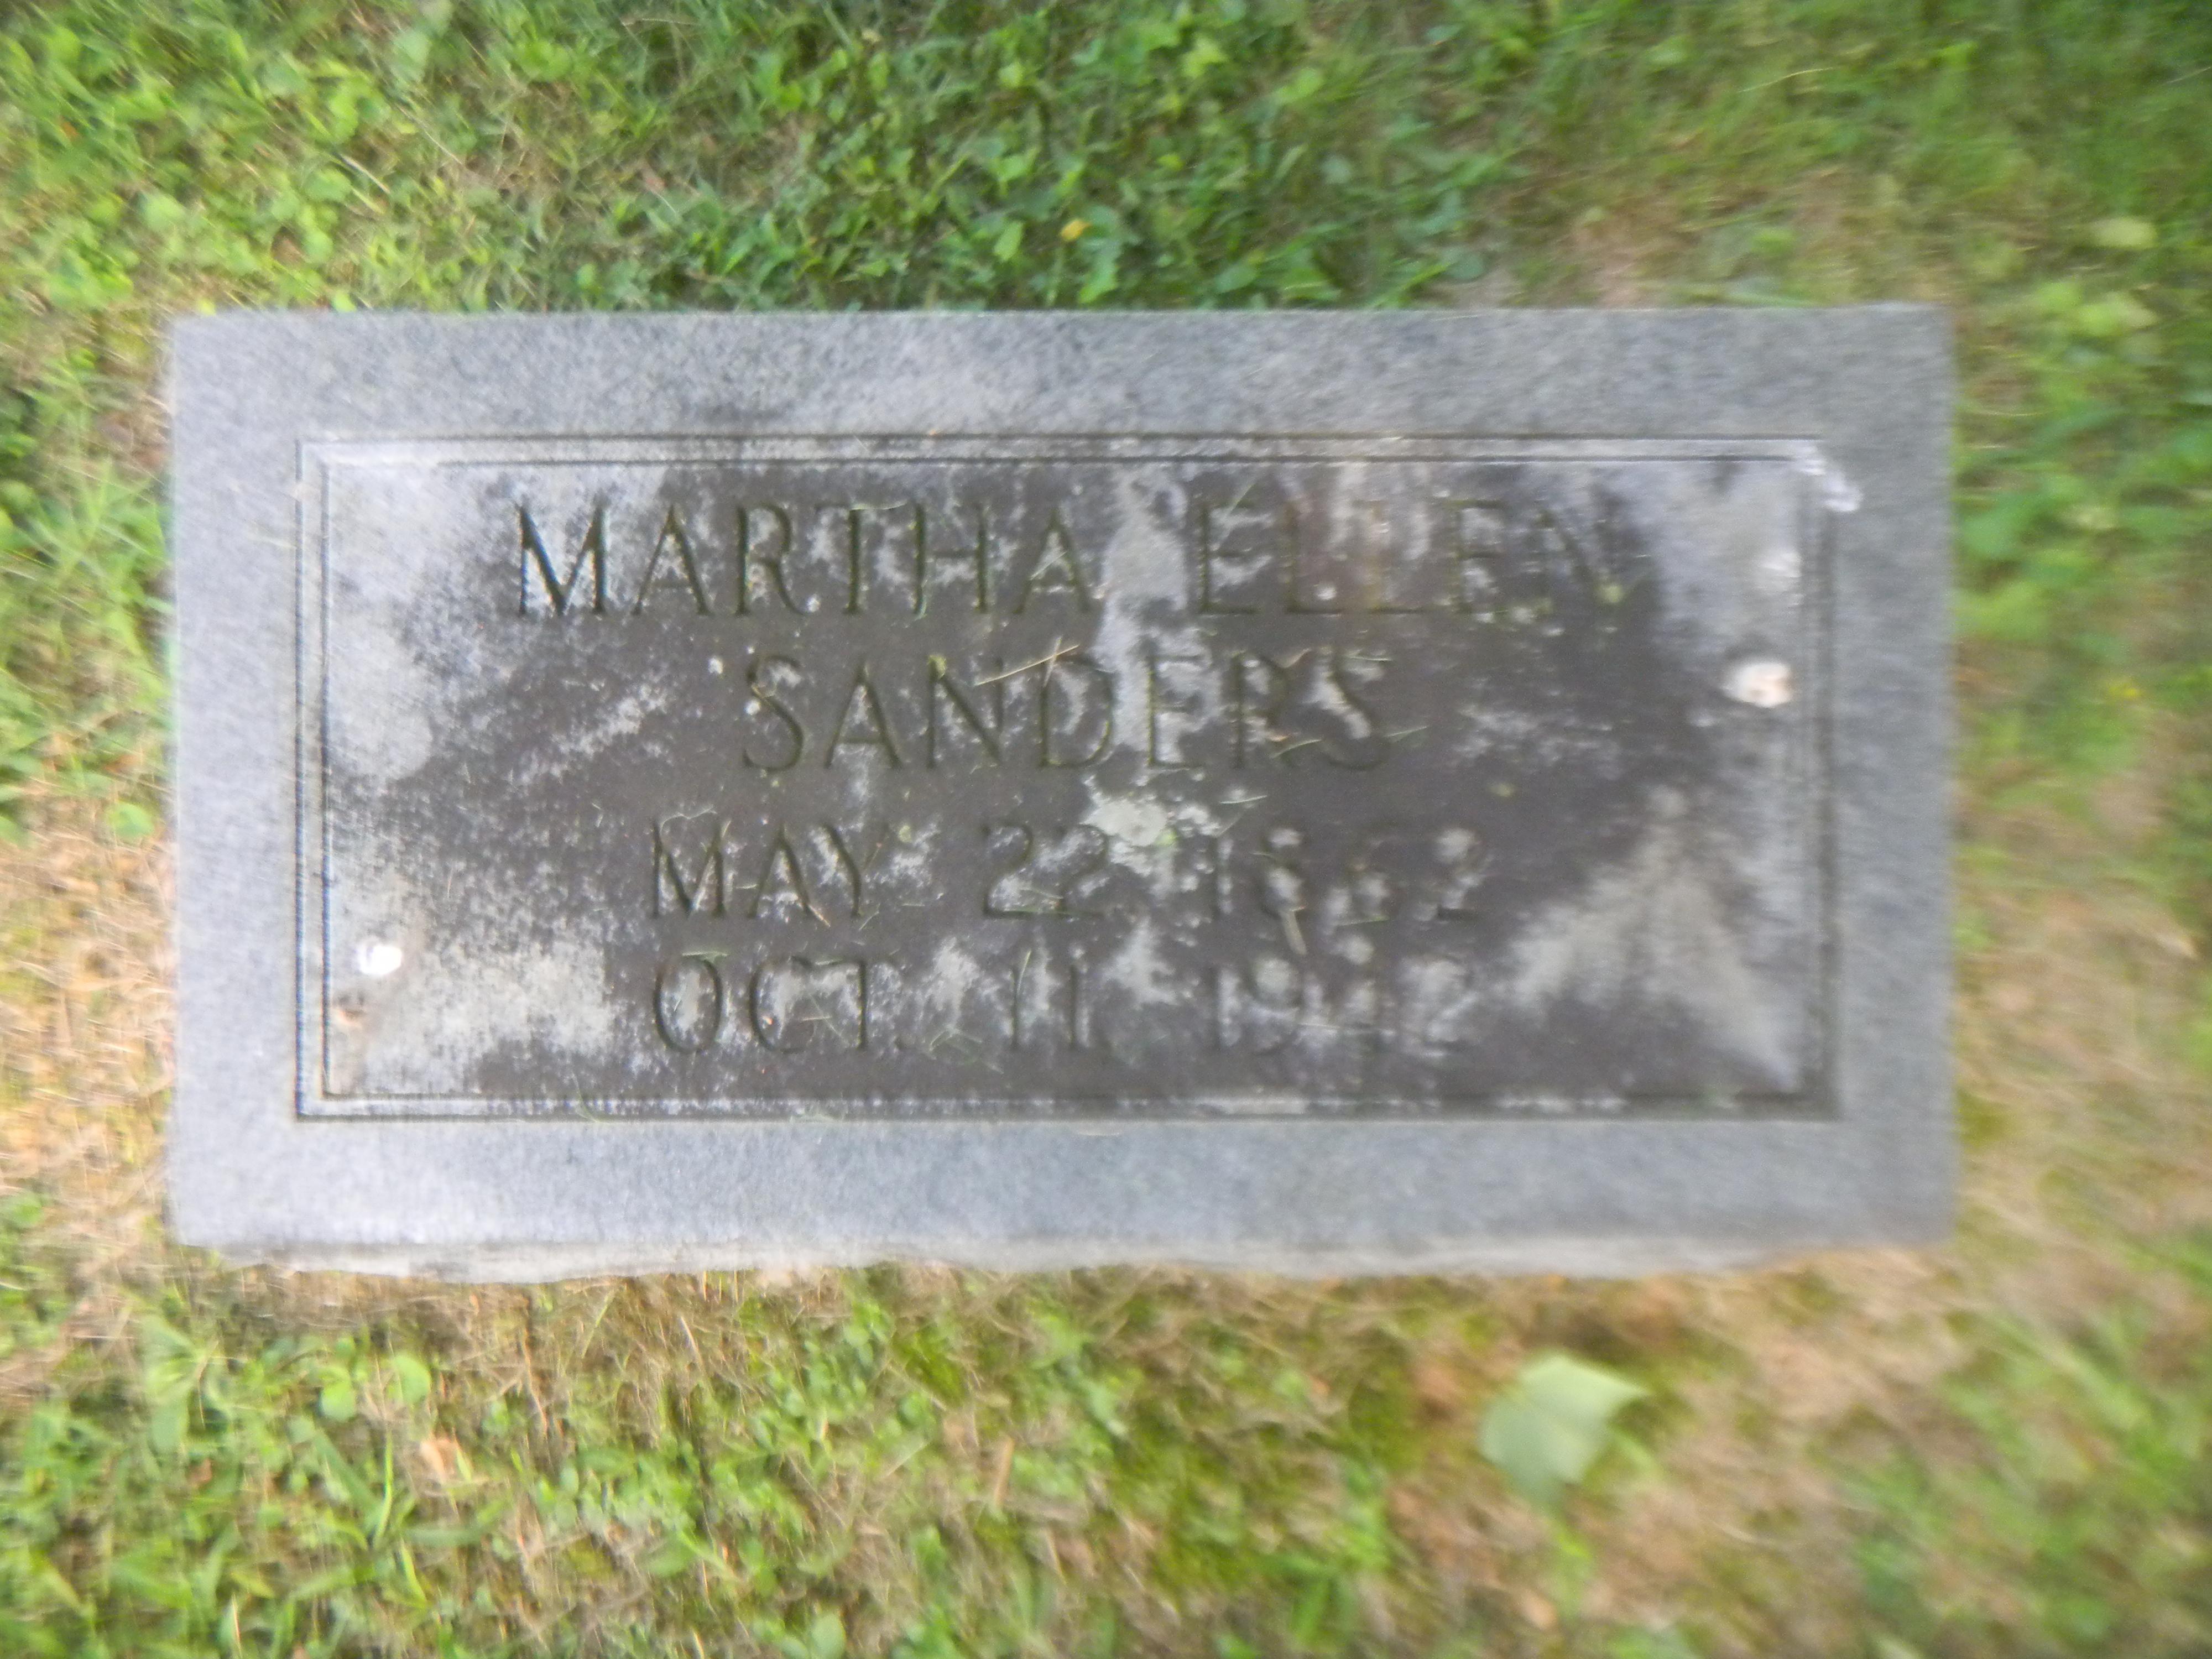 MARTHA ELLEN
SANDERS
MAY 22
OCT. 11, 1942